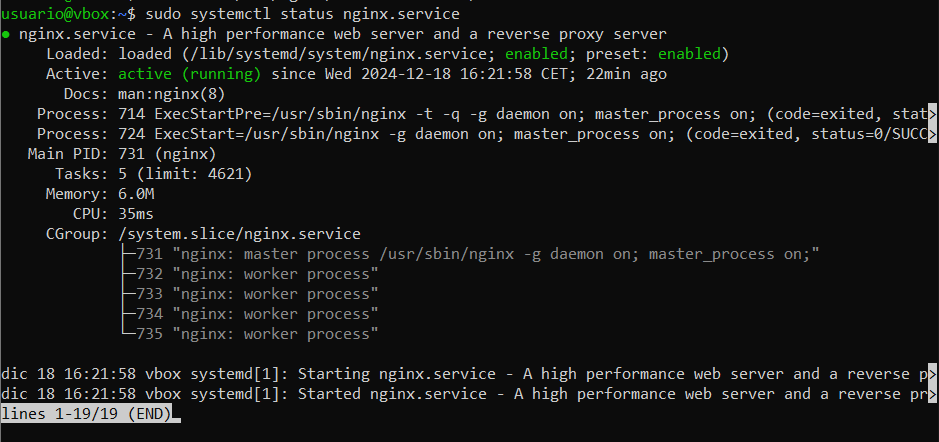 usuario@vbox:~$ sudo systemctl status nginx.service
● nginx.service - A high performance web server and a reverse proxy server
     Loaded: loaded (/lib/systemd/system/nginx.service; enabled; preset: enabled)
     Active: active (running) since Wed 2024-12-18 16:21:58 CET; 22min ago
       Docs: man:nginx(8)
    Process: 714 ExecStartPre=/usr/sbin/nginx -t -q -g daemon on; master_process on; (code=exited, stat>
    Process: 724 ExecStart=/usr/sbin/nginx -g daemon on; master_process on; (code=exited, status=0/SUCC>
   Main PID: 731 (nginx)
      Tasks: 5 (limit: 4621)
     Memory: 6.0M
        CPU: 35ms
     CGroup: /system.slice/nginx.service
             ├─731 "nginx: master process /usr/sbin/nginx -g daemon on; master_process on;"
             ├─732 "nginx: worker process"
             ├─733 "nginx: worker process"
             ├─734 "nginx: worker process"
             └─735 "nginx: worker process"

dic 18 16:21:58 vbox systemd[1]: Starting nginx.service - A high performance web server and a reverse p>
dic 18 16:21:58 vbox systemd[1]: Started nginx.service - A high performance web server and a reverse pr>
lines 1-19/19 (END)